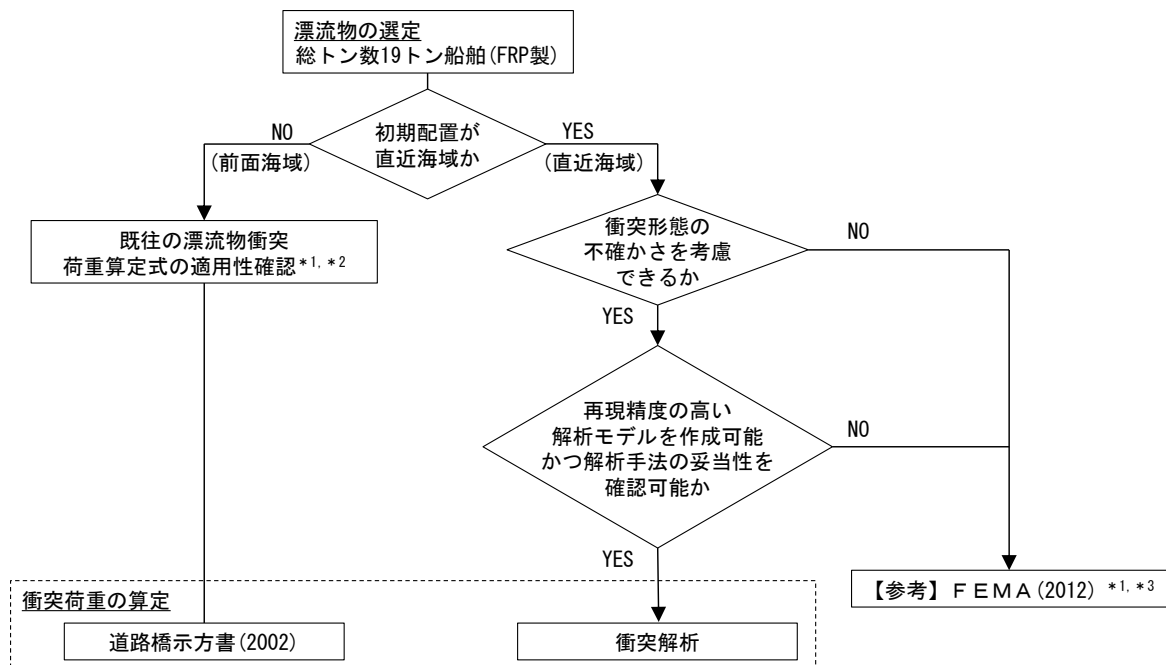 漂流物の選定
総トン数19トン船舶(FRP製)
NO
初期配置が
直近海域か
YES
(前面海域)
(直近海域)
既往の漂流物衝突
荷重算定式の適用性確認*1, *2
衝突形態の
不確かさを考慮
できるか
NO
YES
再現精度の高い
解析モデルを作成可能
かつ解析手法の妥当性を
確認可能か
NO
YES
【参考】FEMA(2012) *1, *3
衝突荷重の算定
道路橋示方書(2002)
衝突解析